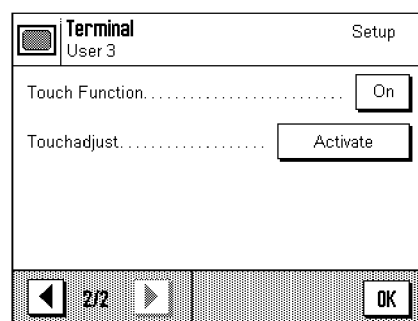 Terminal
Setup
User 3
Touch Function.......................... On
Touchadjust................... Activate
2/2
OK